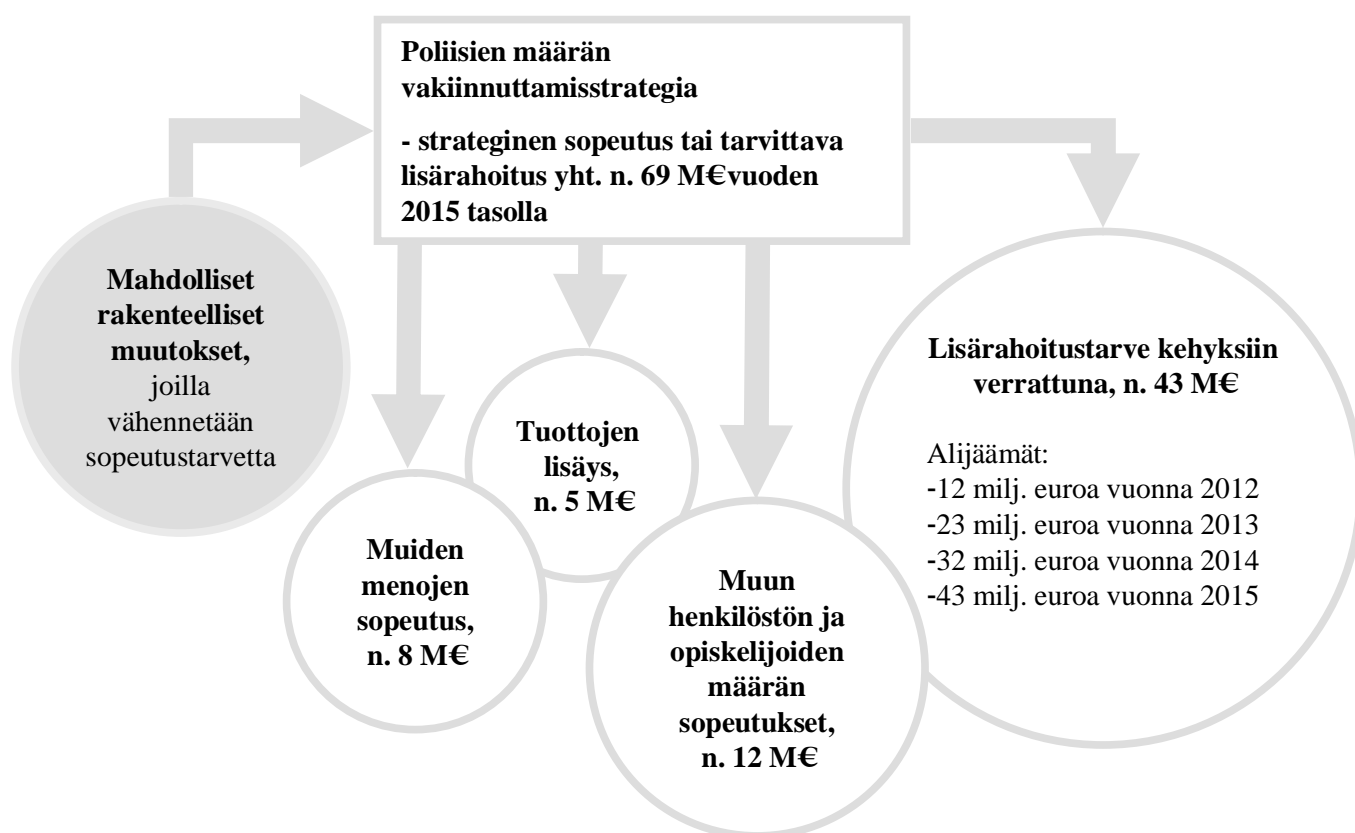 Poliisien määrän
vakiinnuttamisstrategia
- strateginen sopeutus tai tarvittava
lisärahoitus yht. n. 69 M€vuoden
2015 tasolla
Mahdolliset
rakenteelliset
muutokset,
joilla
vähennetään
sopeutustarvetta
Muiden
menojen
sopeutus,
n. 8 M€
Tuottojen
lisäys,
n. 5 M€
Muun
henkilöstön ja
opiskelijoiden
määrän
sopeutukset,
n. 12 M€
Lisärahoitustarve kehyksiin
verrattuna, n. 43 M€
Alijäämät:
-12 milj. euroa vuonna 2012
-23 milj. euroa vuonna 2013
-32 milj. euroa vuonna 2014
-43 milj. euroa vuonna 2015